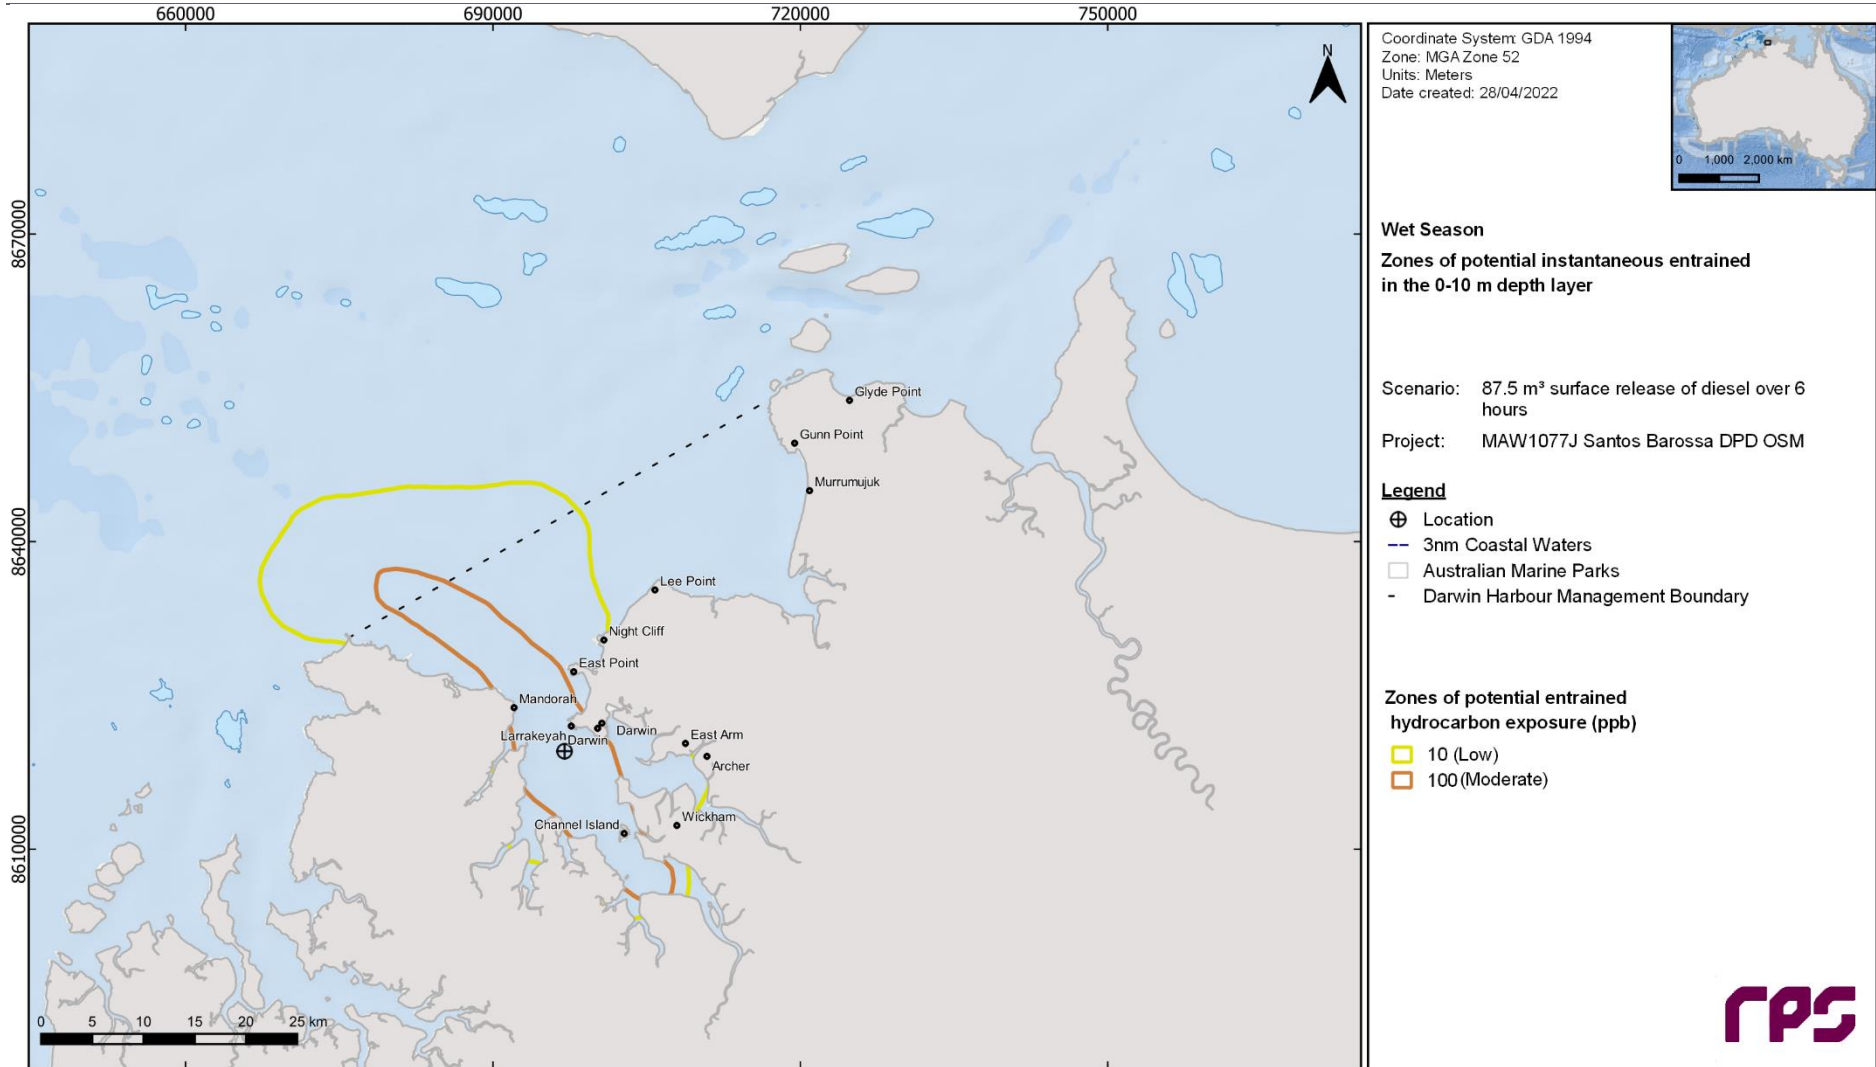 660000
690000
720000
750000
8670000
8640000
8610000
N
Glyde Point
Gunn Point
Murrumujuk
Lee Point
Night Cliff
East Point
Mandorah
Larrakeyah
Darwin
Darwin
East Arm
Archer
Wickham
Channel Island
0 5 10 15 20 25 km
Coordinate System: GDA 1994
Zone: MGA Zone 52
Units: Meters
Date created: 28/04/2022
0 1,000 2,000 km
Wet Season
Zones of potential instantaneous entrained
in the 0-10 m depth layer
Scenario: 87.5 m³ surface release of diesel over 6
hours
Project: MAW1077J Santos Barossa DPD OSM
Legend
Location
3nm Coastal Waters
Australian Marine Parks
Darwin Harbour Management Boundary
Zones of potential entrained
hydrocarbon exposure (ppb)
10 (Low)
100 (Moderate)
rps